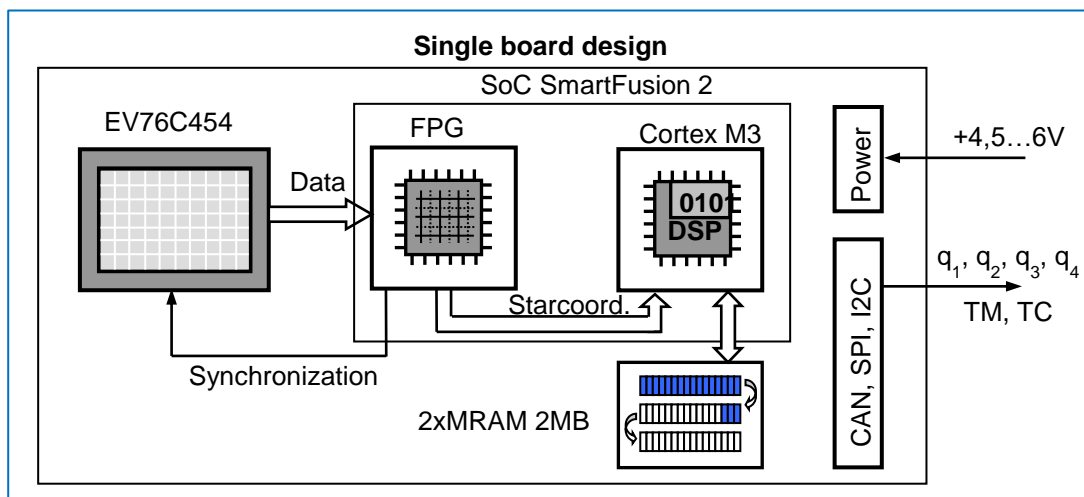 Single board design
SoC SmartFusion 2
EV76C454
FPG
Cortex M3
Power
+4,5…6V
Data
0101
DSP
q1, q2, q3, q4
Starcoord.
TM, TC
CAN, SPI, I2C
Synchronization
2xMRAM 2MB